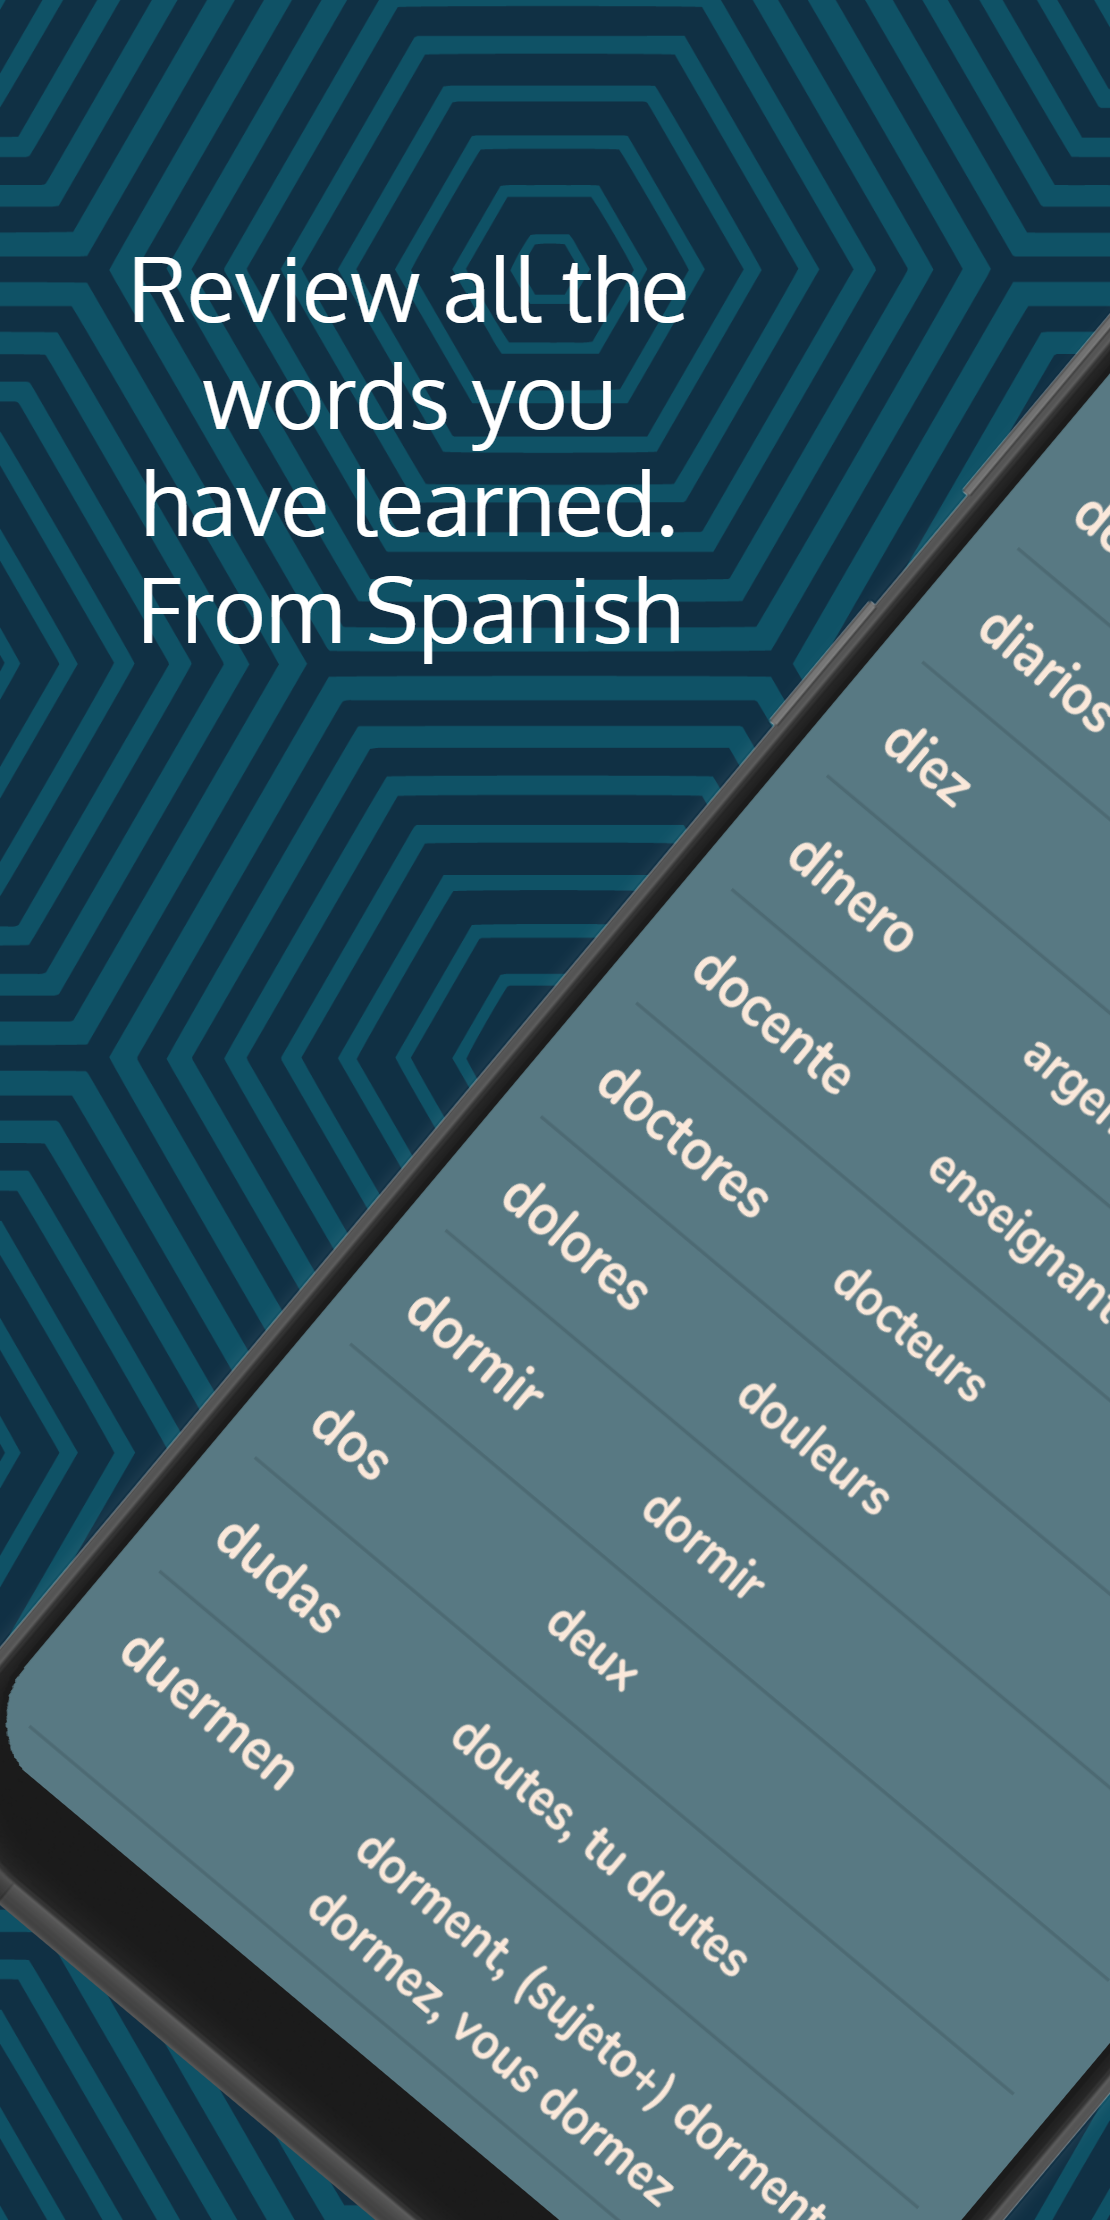 Review all the
words you
have learned.
From Spanish
diarios
diez
dinero
docente
enseignant
doctores
docteurs
dolores
douleurs
dormir
dormir
dos
deux
dudas
doutes, tu doutes
duermen
dorment, (sujeto+) dorment
dormez, vous dormez